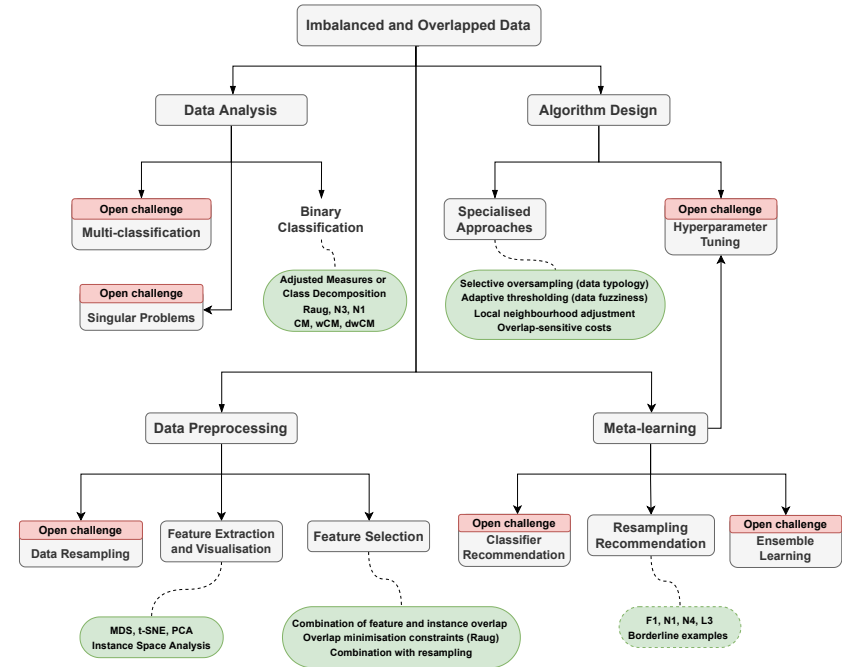 Imbalanced and Overlapped Data
Data Analysis
Algorithm Design
Open challenge
Multi-classification
Binary
Classification
Specialised
Approaches
Open challenge
Hyperparameter
Tuning
Open challenge
Singular Problems
Adjusted Measures or
Class Decomposition
Raug, N3, N1
CM, wCM, dwCM
Selective oversampling (data typology)
Adaptive thresholding (data fuzziness)
Local neighbourhood adjustment
Overlap-sensitive costs
Data Preprocessing
Meta-learning
Open challenge
Data Resampling
Feature Extraction
and Visualisation
Feature Selection
Open challenge
Classifier
Recommendation
Resampling
Recommendation
Open challenge
Ensemble
Learning
MDS, t-SNE, PCA
Instance Space Analysis
Combination of feature and instance overlap
Overlap minimisation constraints (Raug)
Combination with resampling
F1, N1, N4, L3
Borderline examples